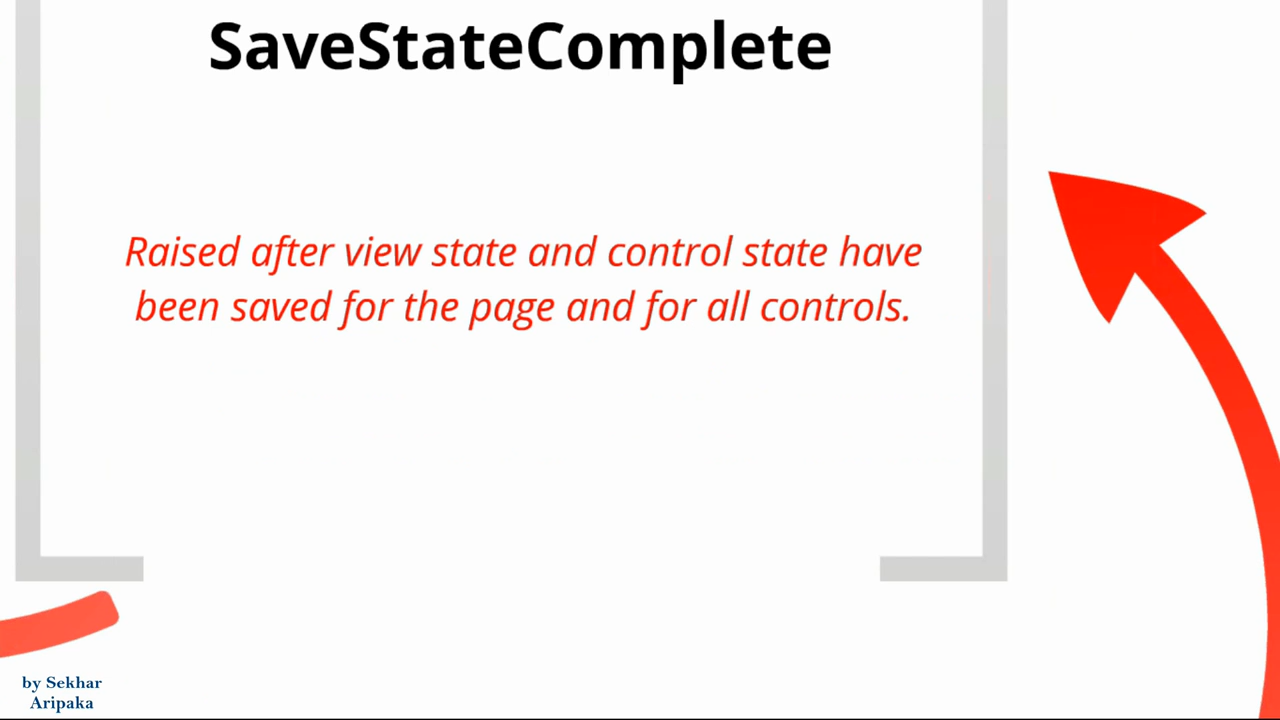 SaveStateComplete
Raised after view state and control state have
been saved for the page and for all controls.
by Sekhar
Aripaka